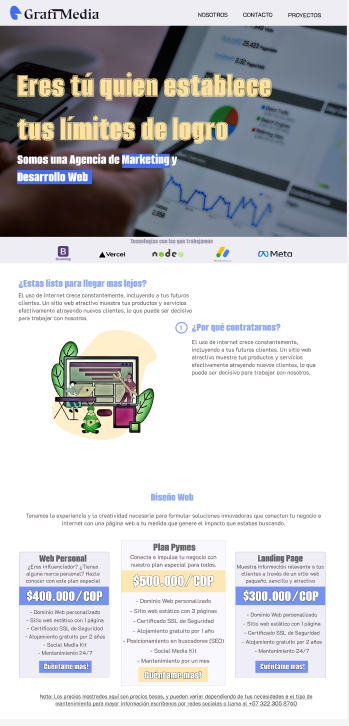 GrafiMedia
NOSOTROS CONTACTO PROYECTOS
Eres tú quien establece
tus límites de logro
Somos una Agencia de Marketing y
Desarrollo Web
Tecnologías con las que trabajamos
B
Bootstrap
Vercel
node
Meta
¿Estas listo para llegar mas lejos?
El uso de internet crece constantemente, incluyendo a tus futuras
clientes. Un sitio web atractivo muestra tus productos y servicios
efectivamente atrayendo nuevos clientes, lo que puede ser decisivo
para trabajar con nosotros.
¿Por qué contratarnos?
El uso de internet crece constantemente,
incluyendo a tus futuros clientes. Un sitio web
atractivo muestra tus productos y servicios
efectivamente atrayendo nuevos clientes, lo que
puede ser decisivo para trabajar con nosotros.
Diseño Web
Tenemos la experiencia y la creatividad necesaria para formular soluciones innovadoras que conecten tu negocio a
internet con una página web a tu medida que genere el impacto que estabas buscando.
Web Personal
¿Eres influenciador? ¿Tienes
alguna marca personal? Hazlo
conocer con este plan especial
$400.000/COP
- Dominio Web personalizado
- Sitio web estático con 1 página
- Certificado SSL de Seguridad
- Alojamiento gratuito por 2 años
- Social Media Kit
- Mantenimiento 24/7
Cuéntame mas!
Plan Pymes
Conecta e impulsa tu negocio con
nuestro plan especial para todos.
$500.000/COP
- Dominio Web personalizado
- Sitio web estático con 3 páginas
- Certificado SSL de Seguridad
- Alojamiento gratuito por 1 año
- Posicionamiento en buscadores (SEO)
- Social Media Kit
- Mantenimiento por un mes
Cuéntame mas!
Landing Page
Muestra información relevante a tus
clientes a través de un sitio web
pequeño, sencillo y efectivo
$300.000/COP
- Dominio Web personalizado
- Sitio web estático con 1 página
- Certificado SSL de Seguridad
- Alojamiento gratuito por 2 años
- Mantenimiento 24/7
Cuéntame mas!
Nota: Los precios mostrados aquí son precios bases, y pueden variar dependiendo de tus necesidades o el tipo de
mantenimiento para mayor información escríbenos por redes sociales o llama al +57 322 305 8760